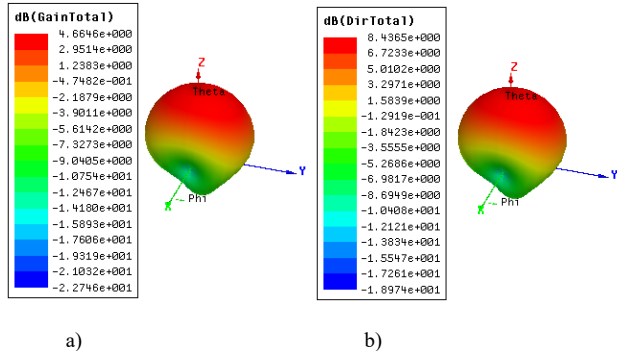 dB(GainTotal)
4.6646e+000
2.9514e+000
1.2383e+000
-4.7482e-001
-2.1879e+000
-3.9011e+000
-5.6142e+000
-7.3273e+000
-9.0405e+000
-1.0754e+001
-1.2467e+001
-1.4180e+001
-1.5893e+001
-1.7606e+001
-1.9319e+001
-2.1032e+001
-2.2746e+001
Z
Theta
Y
X
Phi
a)
dB(DirTotal)
8.4365e+000
6.7233e+000
5.0102e+000
3.2971e+000
1.5839e+000
-1.2919e-001
-1.8423e+000
-3.5555e+000
-5.2686e+000
-6.9817e+000
-8.6949e+000
-1.0408e+001
-1.2121e+001
-1.3834e+001
-1.5547e+001
-1.7261e+001
-1.8974e+001
Z
Theta
Y
X
Phi
b)